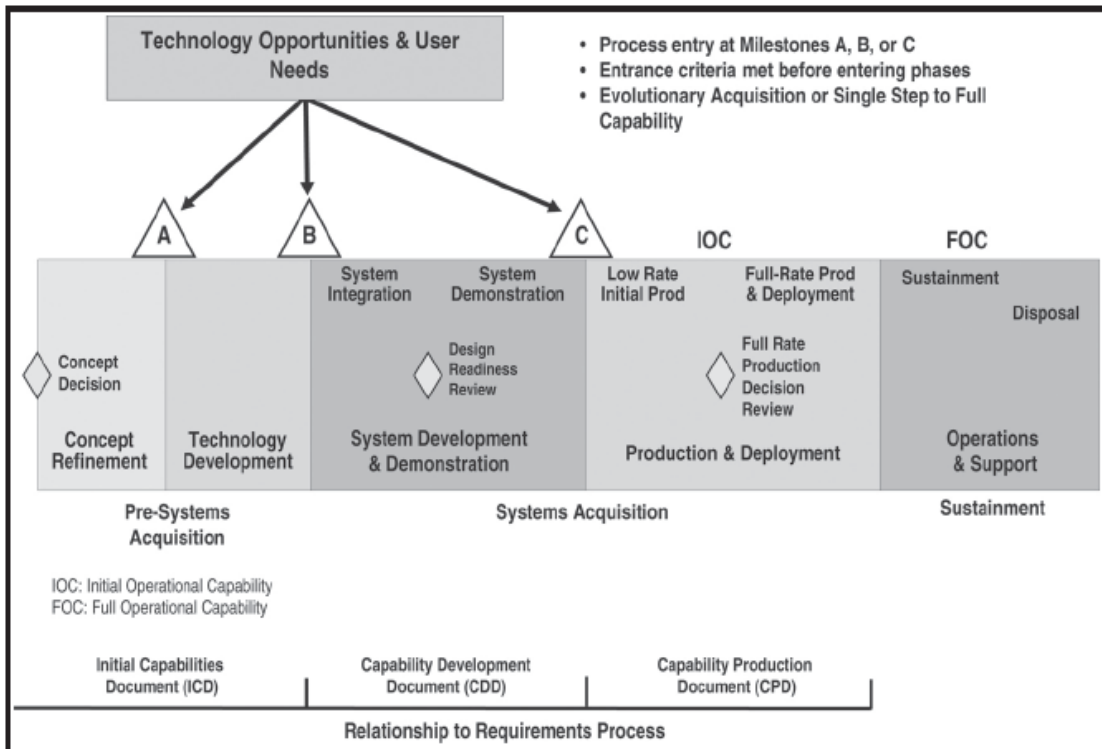 Technology Opportunities & User
Needs
• Process entry at Milestones A, B, or C
• Entrance criteria met before entering phases
• Evolutionary Acquisition or Single Step to Full
Capability
A
B
C
IOC
FOC
System
Integration
System
Demonstration
Low Rate
Initial Prod
Full-Rate Prod
& Deployment
Sustainment
Disposal
Concept
Decision
Design
Readiness
Review
Full Rate
Production
Decision
Review
Concept
Refinement
Technology
Development
System Development
& Demonstration
Production & Deployment
Operations
& Support
Pre-Systems
Acquisition
Systems Acquisition
Sustainment
IOC: Initial Operational Capability
FOC: Full Operational Capability
Initial Capabilities
Document (ICD)
Capability Development
Document (CDD)
Capability Production
Document (CPD)
Relationship to Requirements Process